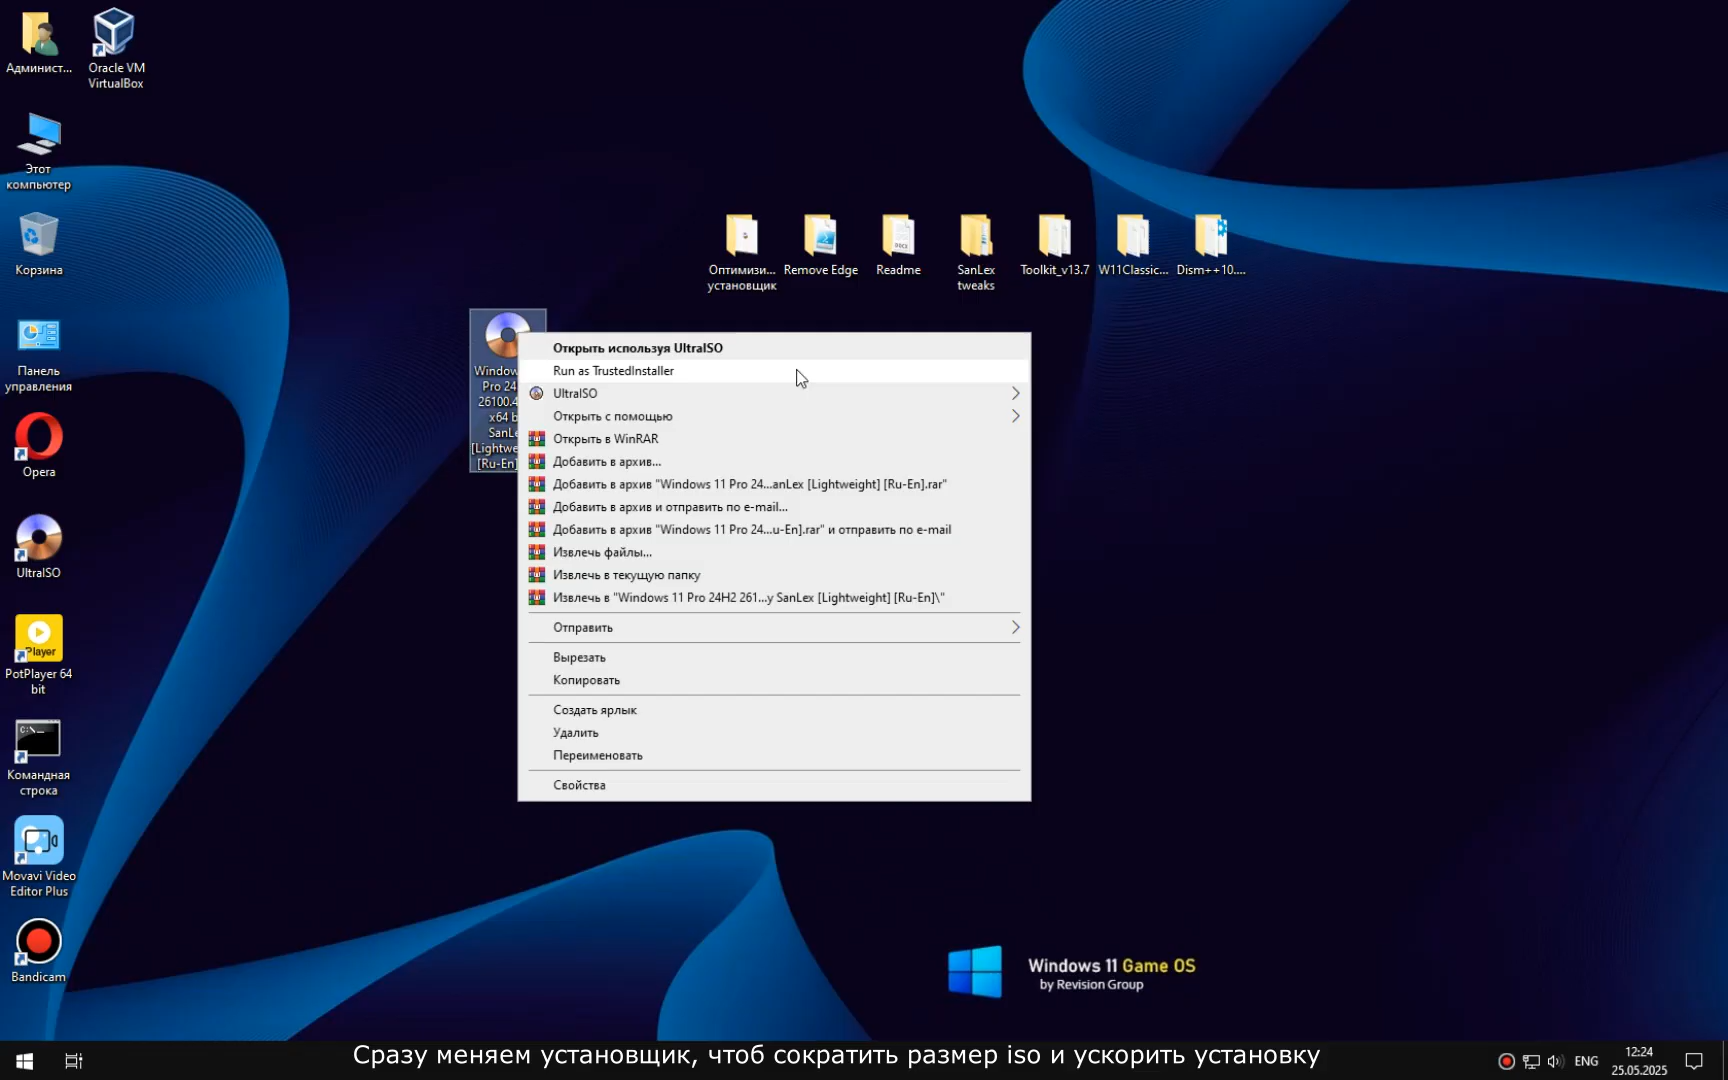 Админист...
Oracle VM
VirtualBox
Этот
компьютер
Корзина
Панель
управления
Opera
UltraISO
Player
PotPlayer 64
bit
C:\_
Командная
строка
Movavi Video
Editor Plus
Bandicam
Оптимизи...
установщик
Remove Edge
DOCX
Readme
SanLex
tweaks
Toolkit_v13.7
W11Classic...
Dism++10....
Window
Pro 24
26100.4
x64 b
SanLe
[Lightwe
[Ru-En]
Открыть используя UltraISO
Run as TrustedInstaller
UltraISO
Открыть с помощью
Открыть в WinRAR
Добавить в архив...
Добавить в архив "Windows 11 Pro 24...anLex [Lightweight] [Ru-En].rar"
Добавить в архив и отправить по e-mail...
Добавить в архив "Windows 11 Pro 24...u-En].rar" и отправить по e-mail
Извлечь файлы...
Извлечь в текущую папку
Извлечь в "Windows 11 Pro 24H2 261...y SanLex [Lightweight] [Ru-En]\"
Отправить
Вырезать
Копировать
Создать ярлык
Удалить
Переименовать
Свойства
Windows 11 Game OS
by Revision Group
Сразу меняем установщик, чтоб сократить размер iso и ускорить установку
ENG
12:24
25.05.2025